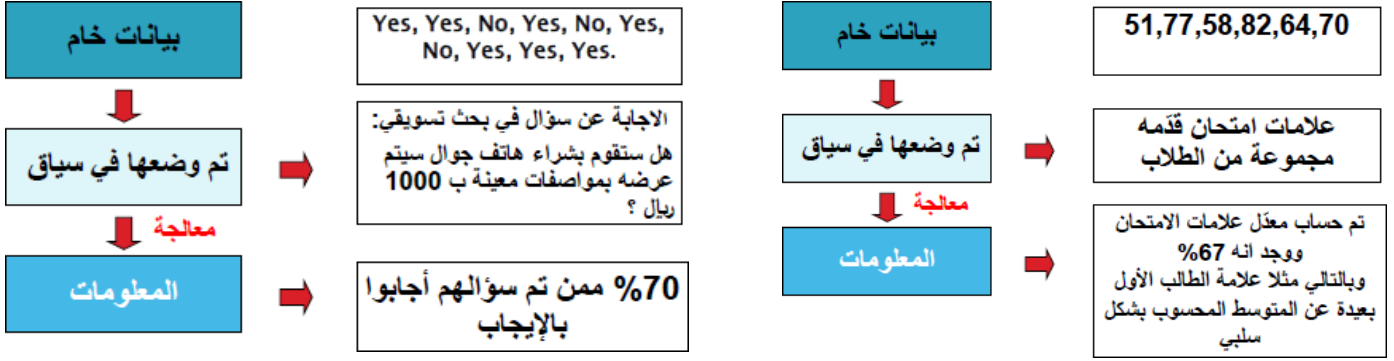 بيانات خام
Yes, Yes, No, Yes, No, Yes,
No, Yes, Yes, Yes.
تم وضعها في سياق
الاجابة عن سؤال في بحث تسويقي:
هل ستقوم بشراء هاتف جوال سيتم
عرضه بمواصفات معينة ب 1000
ريال ؟
معالجة
المعلومات
70% ممن تم سؤالهم أجابوا
بالإيجاب
بيانات خام
51,77,58,82,64,70
تم وضعها في سياق
علامات امتحان قدّمه
مجموعة من الطلاب
معالجة
المعلومات
تم حساب معدّل علامات الامتحان
ووجد انه 67%
وبالتالي مثلا علامة الطالب الأول
بعيدة عن المتوسط المحسوب بشكل
سلبي